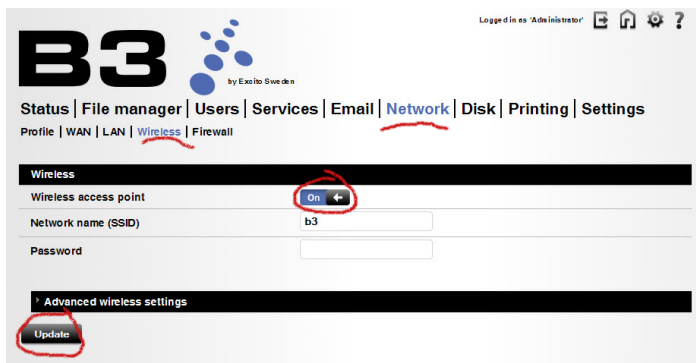 Logged in as 'Administrator' ?
B3
by Excito Sweden
Status | File manager | Users | Services | Email | Network | Disk | Printing | Settings
Profile | WAN | LAN | Wireless | Firewall
Wireless
Wireless access point On
Network name (SSID) b3
Password
Advanced wireless settings
Update